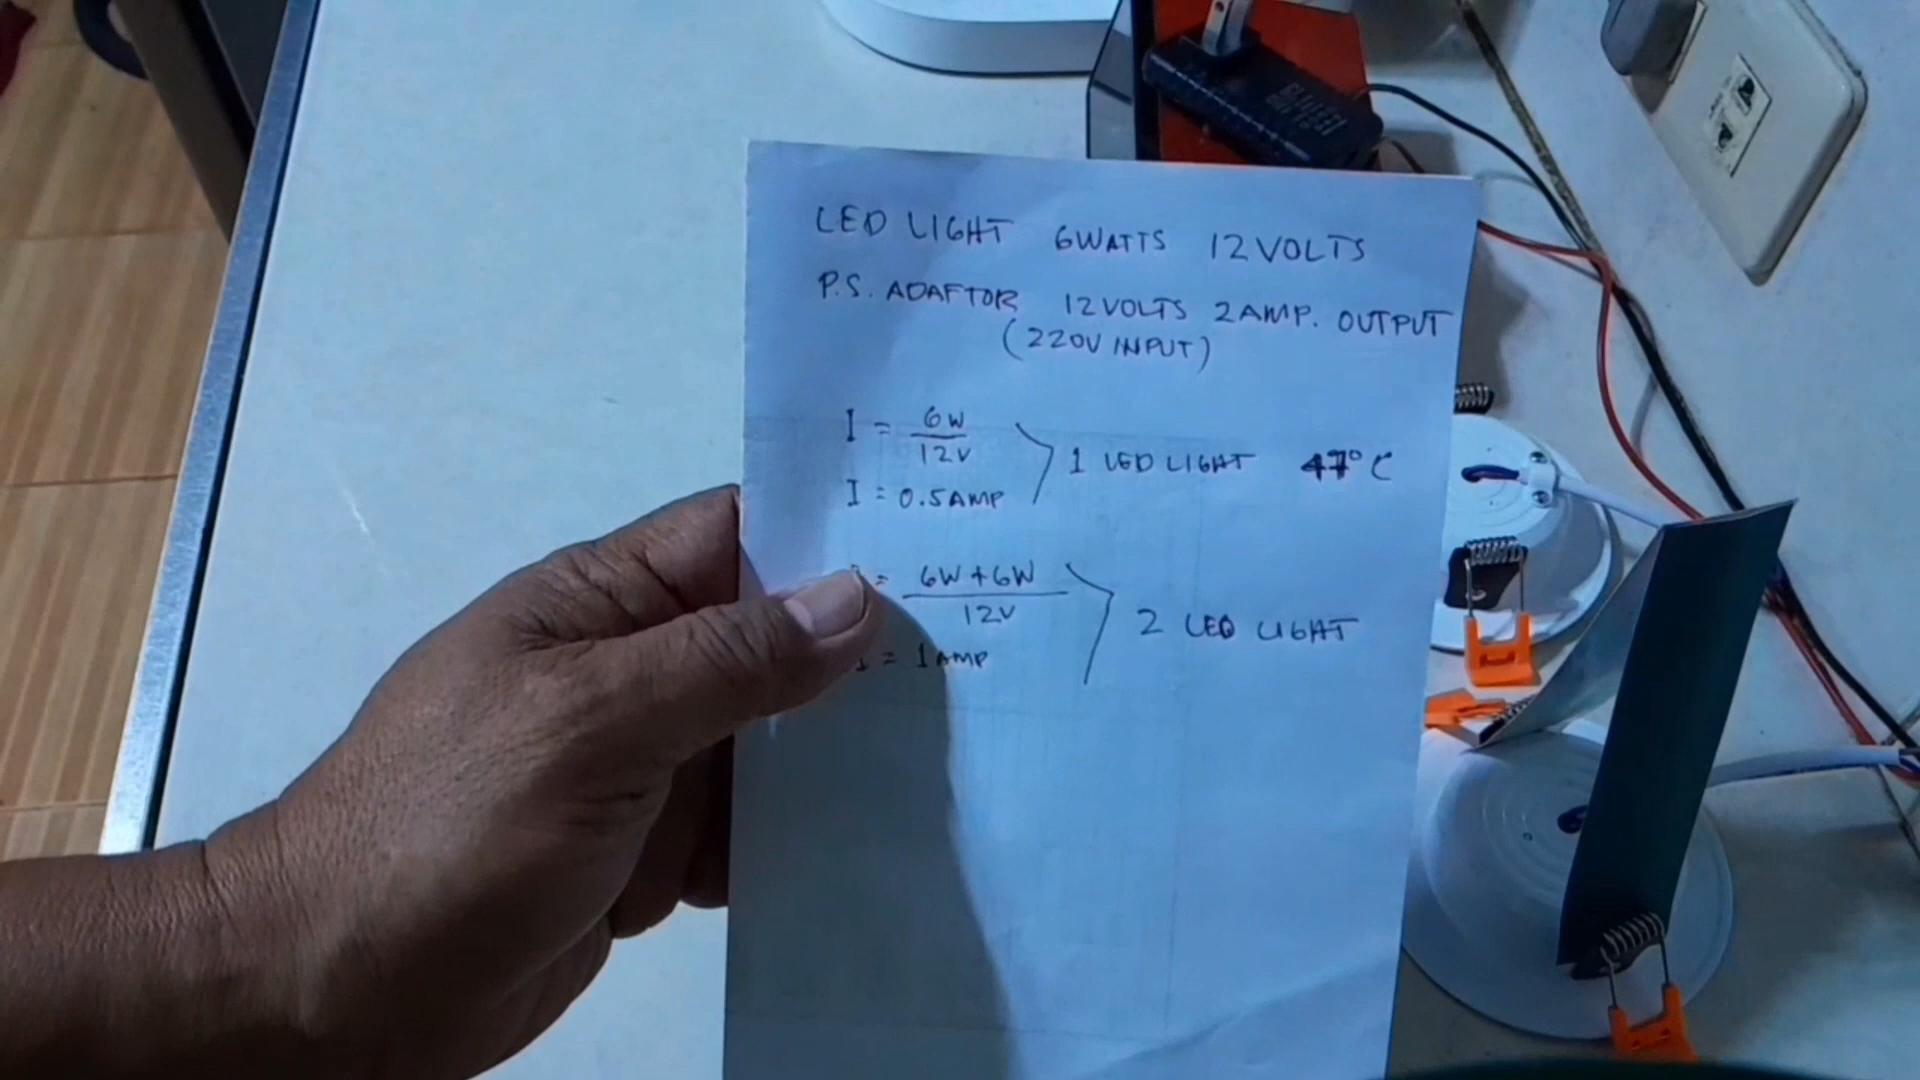 LED LIGHT 6WATTS 12VOLTS
P.S. ADAFTOR 12VOLTS 2AMP. OUTPUT
(220V INPUT)
I = 6W
12V
I = 0.5AMP
1 LED LIGHT 47°C
= 6W+6W
12V
I = 1AMP
2 LED LIGHT